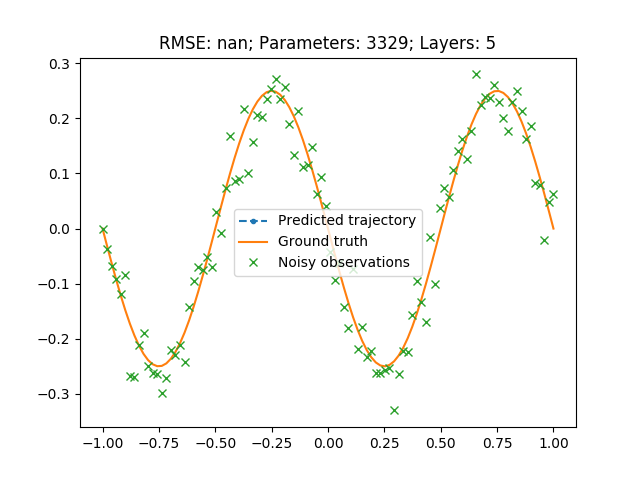 RMSE: nan; Parameters: 3329; Layers: 5
0.3
0.2
0.1
0.0
−0.1
−0.2
−0.3
Predicted trajectory
Ground truth
Noisy observations
−1.00 −0.75 −0.50 −0.25 0.00 0.25 0.50 0.75 1.00